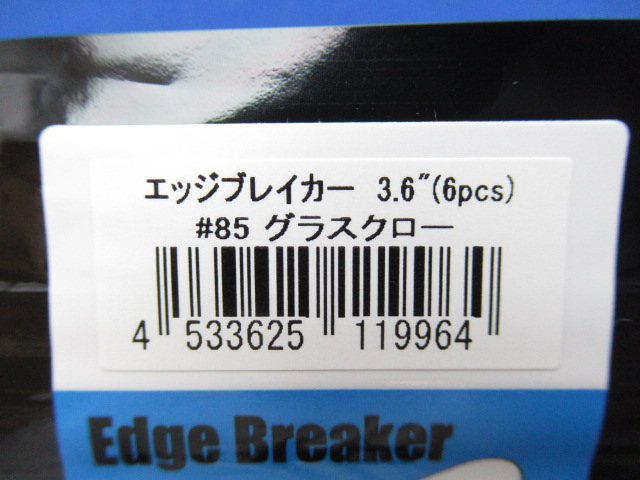 エッジブレイカー 3.6"(6pcs)
#85 グラスクロー
4 533625 119964
Edge Breaker